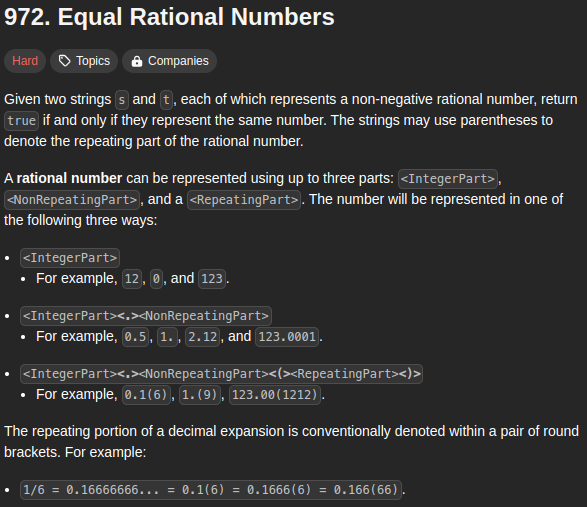 972. Equal Rational Numbers
Hard Topics Companies
Given two strings s and t, each of which represents a non-negative rational number, return
true if and only if they represent the same number. The strings may use parentheses to
denote the repeating part of the rational number.
A rational number can be represented using up to three parts: <IntegerPart>,
<NonRepeatingPart>, and a <RepeatingPart>. The number will be represented in one of
the following three ways:
• <IntegerPart>
• For example, 12, 0, and 123.
• <IntegerPart><.><NonRepeatingPart>
• For example, 0.5, 1., 2.12, and 123.0001.
• <IntegerPart><.><NonRepeatingPart><(><RepeatingPart><)>
• For example, 0.1(6), 1.(9), 123.00(1212).
The repeating portion of a decimal expansion is conventionally denoted within a pair of round
brackets. For example:
• 1/6 = 0.16666666... = 0.1(6) = 0.1666(6) = 0.166(66).